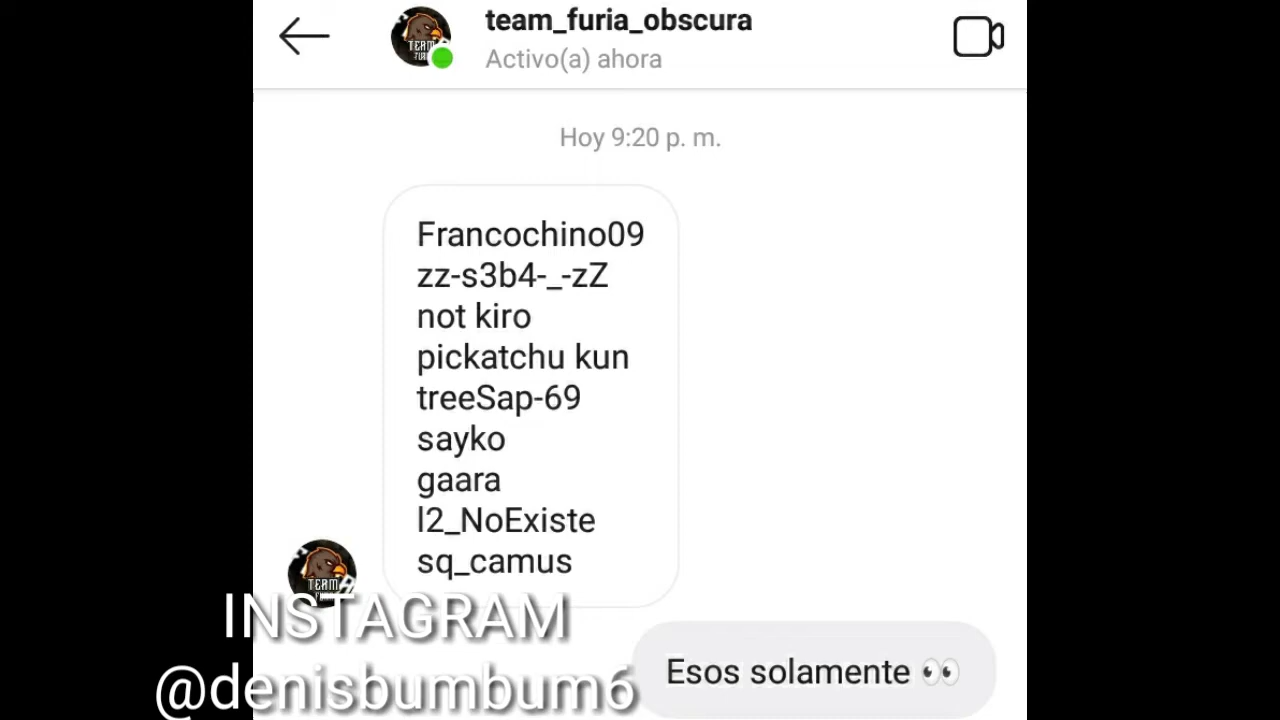 team_furia_obscura
Activo(a) ahora
Hoy 9:20 p. m.
Francochino09
zz-s3b4-_-zZ
not kiro
pickatchu kun
treeSap-69
sayko
gaara
l2_NoExiste
sq_camus
TEAM
INSTAGRAM
@denisbumbum6
Esos solamente 👀